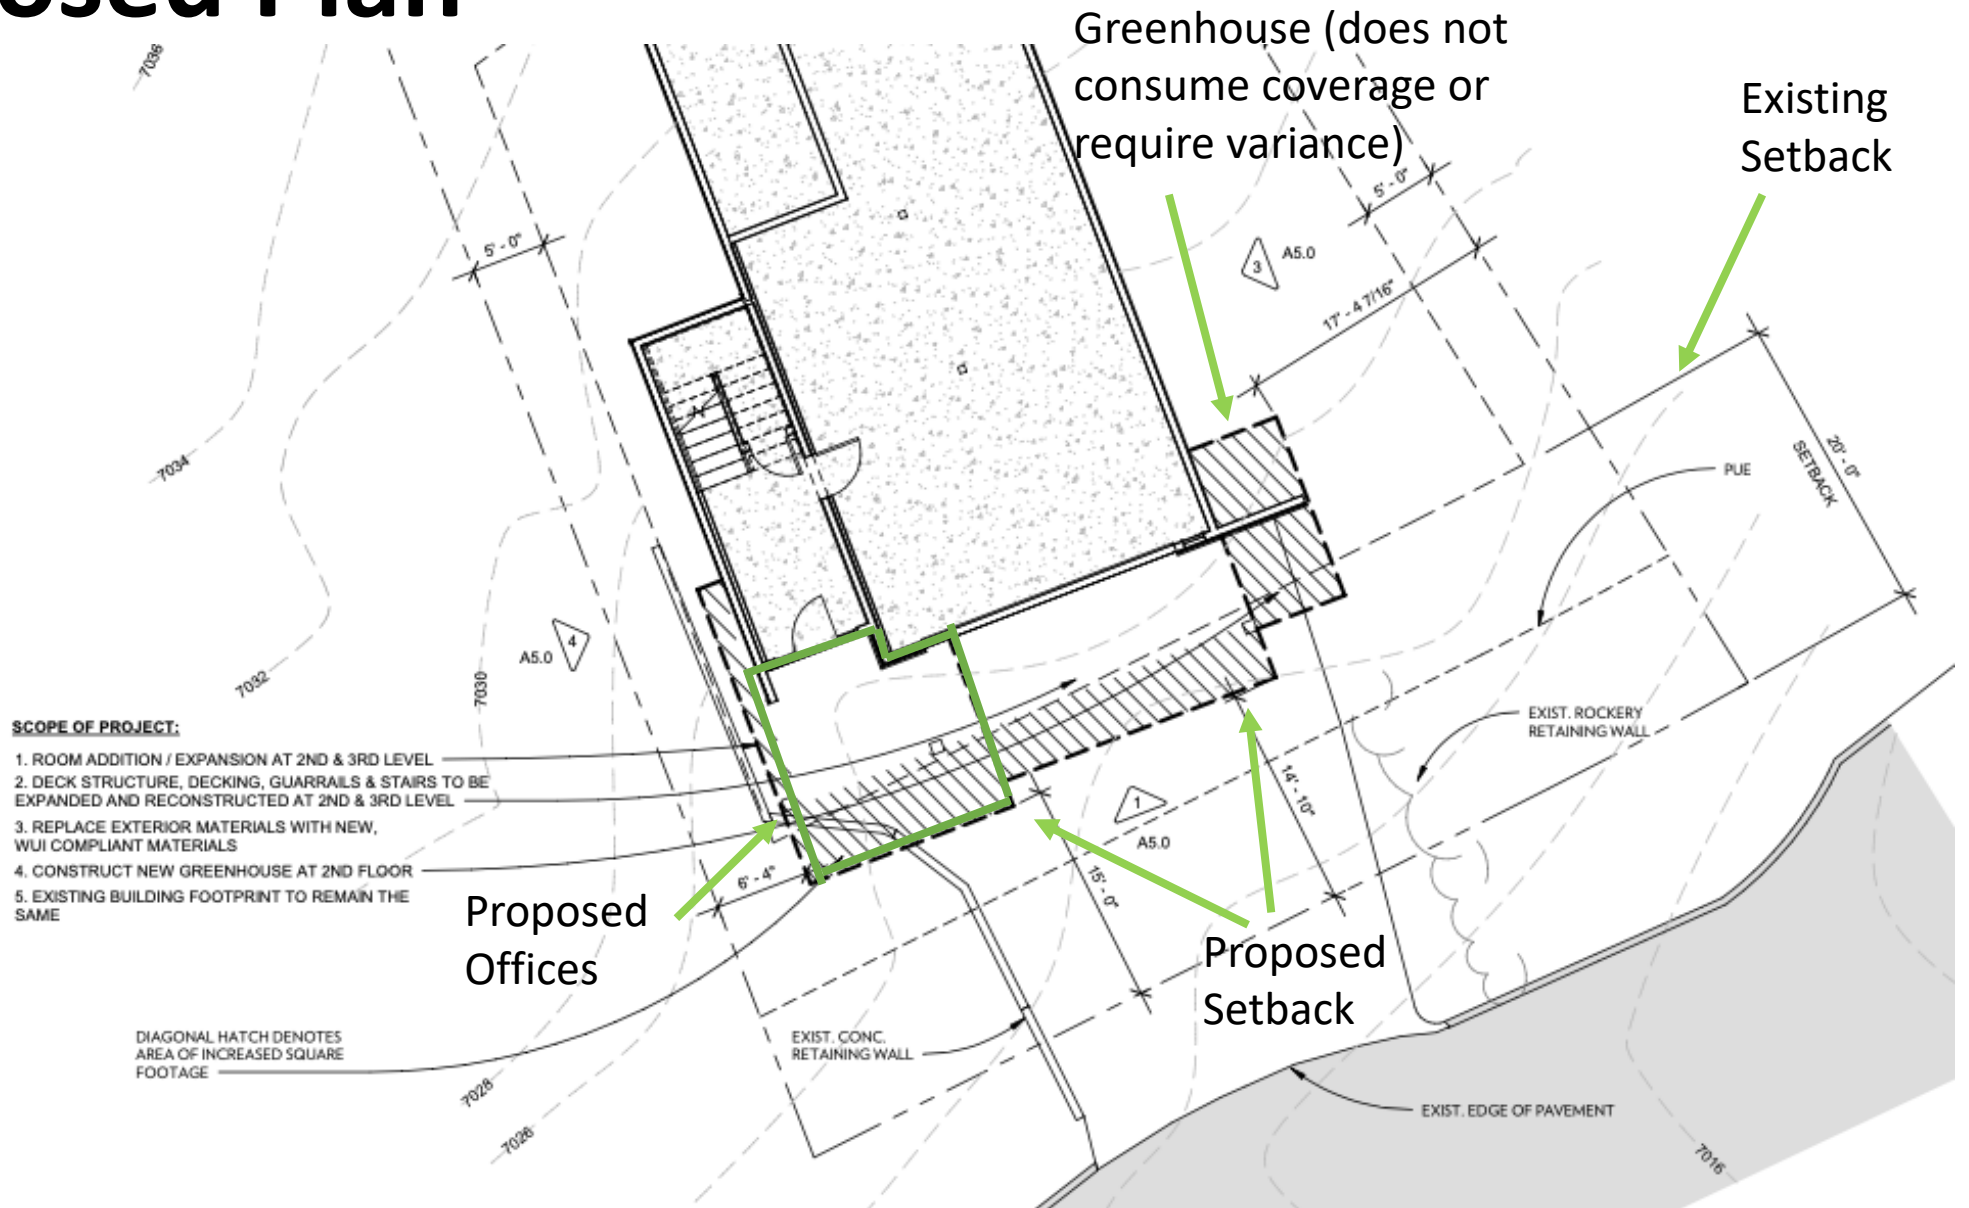 osed Plan
Greenhouse (does not
consume coverage or
require variance)
Existing
Setback
7036
5' - 0"
5' - 0"
3
A5.0
17' - 4 7/16"
20' - 0"
SETBACK
PUE
7034
4
A5.0
7032
7030
SCOPE OF PROJECT:
1. ROOM ADDITION / EXPANSION AT 2ND & 3RD LEVEL
2. DECK STRUCTURE, DECKING, GUARRAILS & STAIRS TO BE
EXPANDED AND RECONSTRUCTED AT 2ND & 3RD LEVEL
3. REPLACE EXTERIOR MATERIALS WITH NEW,
WUI COMPLIANT MATERIALS
4. CONSTRUCT NEW GREENHOUSE AT 2ND FLOOR
5. EXISTING BUILDING FOOTPRINT TO REMAIN THE
SAME
EXIST. ROCKERY
RETAINING WALL
14' - 10"
1
A5.0
15' - 0"
6' - 4"
Proposed
Offices
Proposed
Setback
DIAGONAL HATCH DENOTES
AREA OF INCREASED SQUARE
FOOTAGE
EXIST. CONC.
RETAINING WALL
7028
7026
EXIST. EDGE OF PAVEMENT
7016